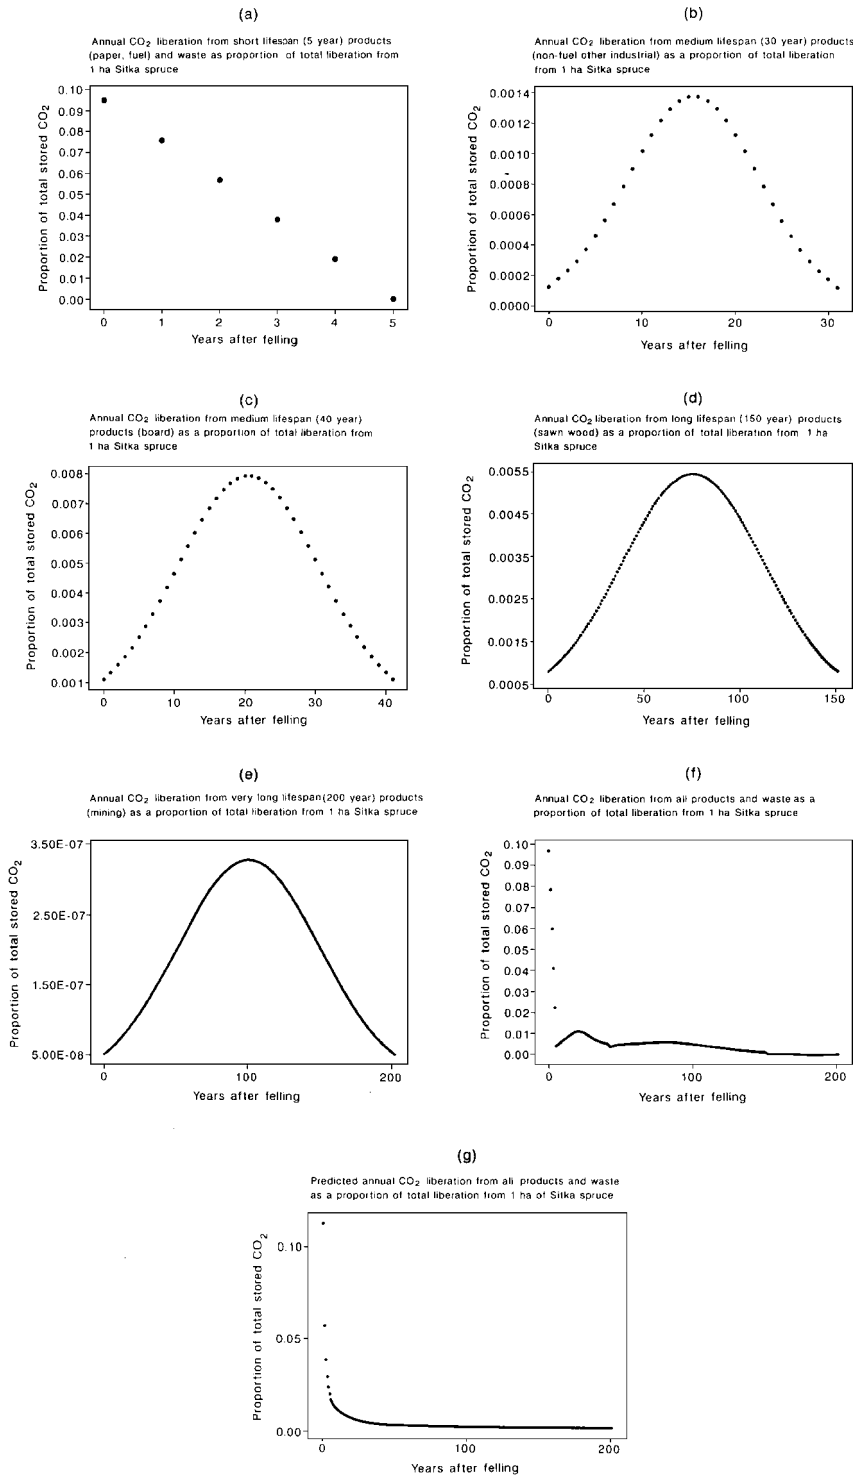 (a)
Annual CO2 liberation from short lifespan (5 year) products
(paper, fuel) and waste as proportion of total liberation from
1 ha Sitka spruce
Proportion of total stored CO2
0.10
0.09
0.08
0.07
0.06
0.05
0.04
0.03
0.02
0.01
0.00
0 1 2 3 4 5
Years after felling
(b)
Annual CO2 liberation from medium lifespan (30 year) products
(non-fuel other industrial) as a proportion of total liberation
from 1 ha Sitka spruce
Proportion of total stored CO2
0.0014
0.0012
0.0010
0.0008
0.0006
0.0004
0.0002
0.0000
0 10 20 30
Years after felling
(c)
Annual CO2 liberation from medium lifespan (40 year)
products (board) as a proportion of total liberation from
1 ha Sitka spruce
Proportion of total stored CO2
0.008
0.007
0.006
0.005
0.004
0.003
0.002
0.001
0 10 20 30 40
Years after felling
(d)
Annual CO2 liberation from long lifespan (150 year) products
(sawn wood) as a proportion of total liberation from 1 ha
Sitka spruce
Proportion of total stored CO2
0.0055
0.0035
0.0025
0.0015
0.0005
0 50 100 150
Years after felling
(e)
Annual CO2 liberation from very long lifespan (200 year) products
(mining) as a proportion of total liberation from 1 ha Sitka spruce
Proportion of total stored CO2
3.50E-07
2.50E-07
1.50E-07
5.00E-08
0 100 200
Years after felling
(f)
Annual CO2 liberation from all products and waste as a
proportion of total liberation from 1 ha Sitka spruce
Proportion of total stored CO2
0.10
0.09
0.08
0.07
0.06
0.05
0.04
0.03
0.02
0.01
0.00
0 100 200
Years after felling
(g)
Predicted annual CO2 liberation from all products and waste
as a proportion of total liberation from 1 ha of Sitka spruce
Proportion of total stored CO2
0.10
0.05
0.00
0 100 200
Years after felling